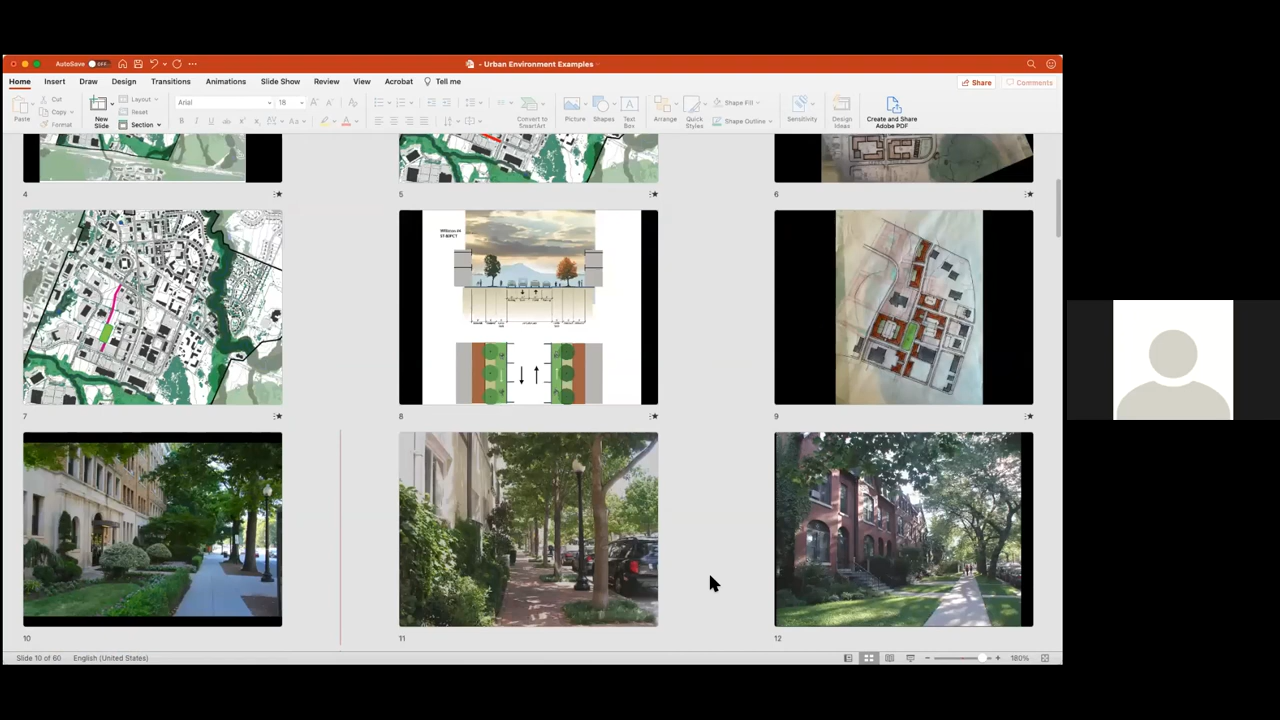 AutoSave OFF
- Urban Environment Examples
Home Insert Draw Design Transitions Animations Slide Show Review View Acrobat Tell me
Share Comments
Paste
Cut
Copy
Format
New Slide
Layout
Reset
Section
Arial 18
Convert to SmartArt
Picture
Shapes
Text Box
Arrange
Quick Styles
Shape Fill
Shape Outline
Sensitivity
Design Ideas
Create and Share Adobe PDF
4 5 6
7 8 9
10 11 12
Slide 10 of 60 English (United States) 180%